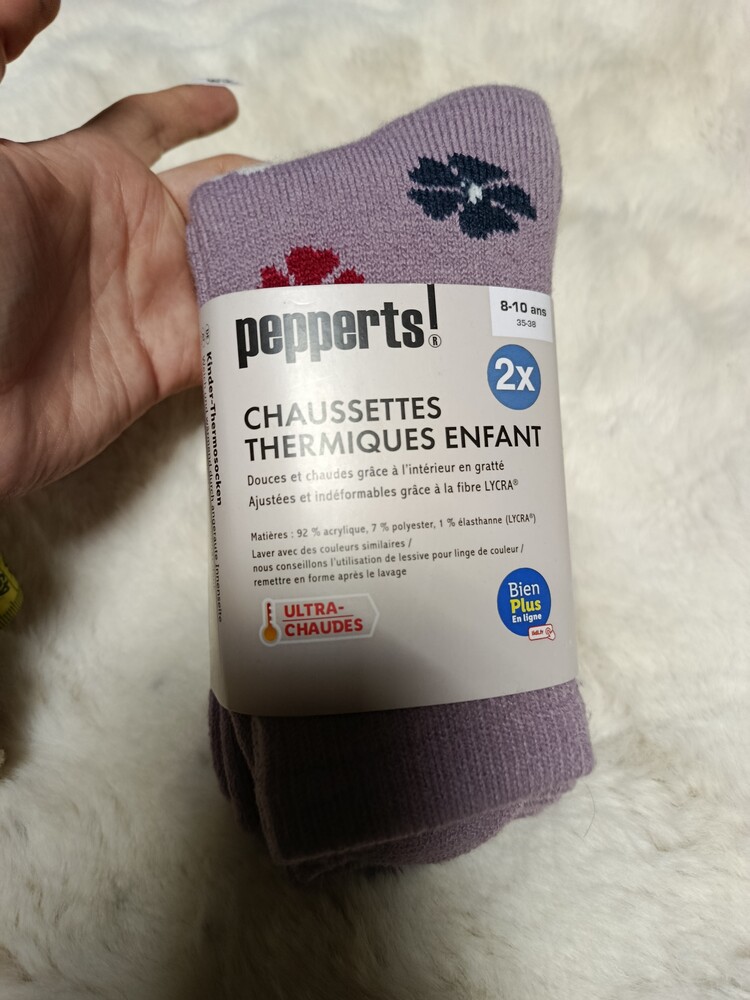 pepperts!®
8-10 ans
35-38
2x
CHAUSSETTES
THERMIQUES ENFANT
Douces et chaudes grâce à l'intérieur en gratté
Ajustées et indéformables grâce à la fibre LYCRA®
Matières : 92 % acrylique, 7 % polyester, 1 % élasthanne (LYCRA®)
Laver avec des couleurs similaires /
nous conseillons l'utilisation de lessive pour linge de couleur /
remettre en forme après le lavage
ULTRA-
CHAUDES
Bien
Plus
En ligne
lidl.fr
Kinder-Thermosocken